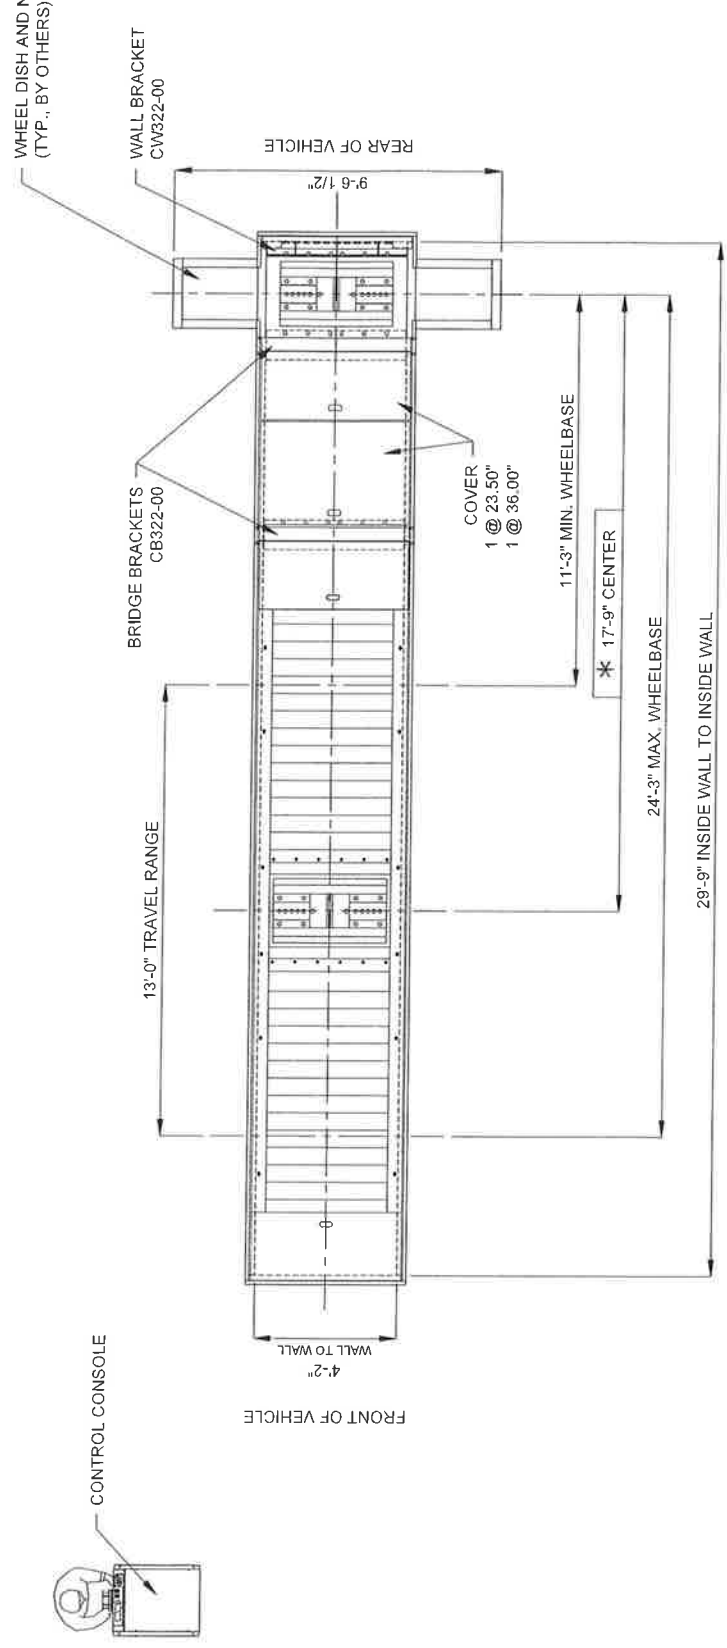 WHEEL DISH AND
(TYP., BY OTHERS)
WALL BRACKET
CW322-00
REAR OF VEHICLE
9'-6 1/2"
BRIDGE BRACKETS
CB322-00
COVER
1 @ 23.50"
1 @ 36.00"
11'-3" MIN. WHEELBASE
* 17'-9" CENTER
24'-3" MAX. WHEELBASE
29'-9" INSIDE WALL TO INSIDE WALL
13'-0" TRAVEL RANGE
4'-2"
WALL TO WALL
FRONT OF VEHICLE
CONTROL CONSOLE